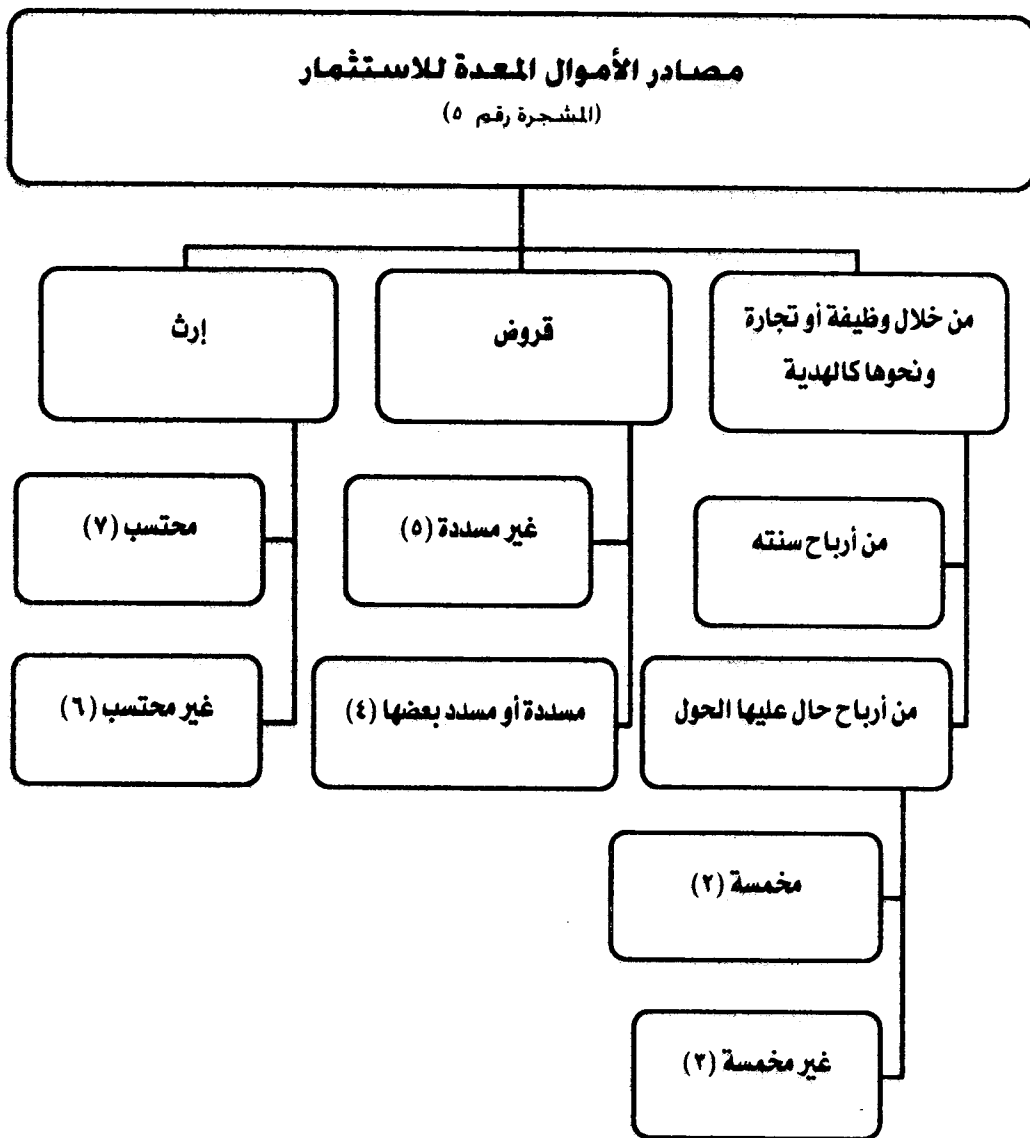 مصادر الأموال المعدة للاستثمار
(المشجرة رقم ٥)
من خلال وظيفة أو تجارة
ونحوها كالهدية
قروض
إرث
من أرباح سنته
غير مسددة (٥)
محتسب (٧)
من أرباح حال عليها الحول
مسددة أو مسدد بعضها (٤)
غير محتسب (٦)
مخمسة (٢)
غير مخمسة (٣)